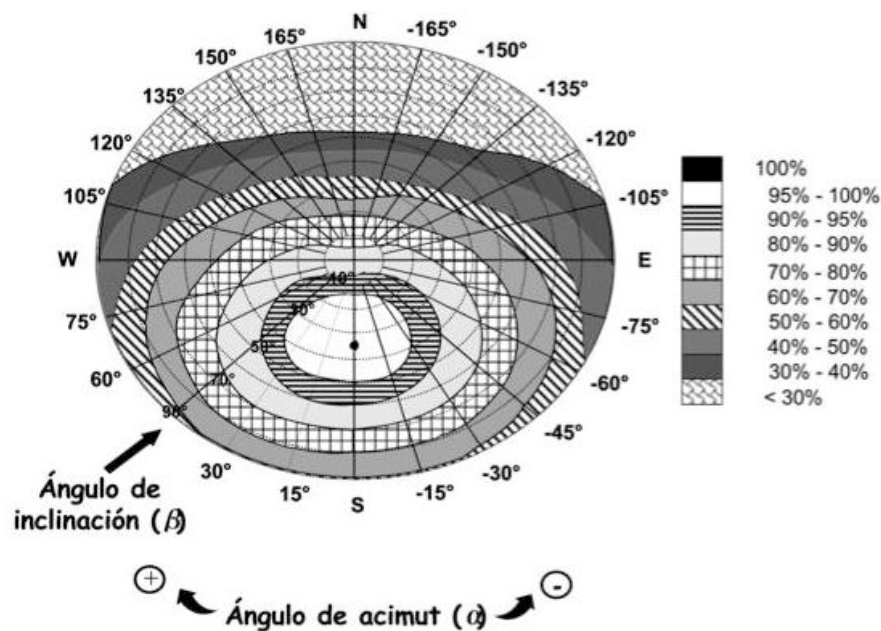 N
165°
-165°
150°
-150°
135°
-135°
120°
-120°
105°
-105°
W
E
75°
-75°
60°
-60°
-45°
30°
-30°
15°
-15°
S
10°
30°
50°
70°
90°
100%
95% - 100%
90% - 95%
80% - 90%
70% - 80%
60% - 70%
50% - 60%
40% - 50%
30% - 40%
< 30%
Ángulo de
inclinación (β)
+
-
Ángulo de acimut (α)